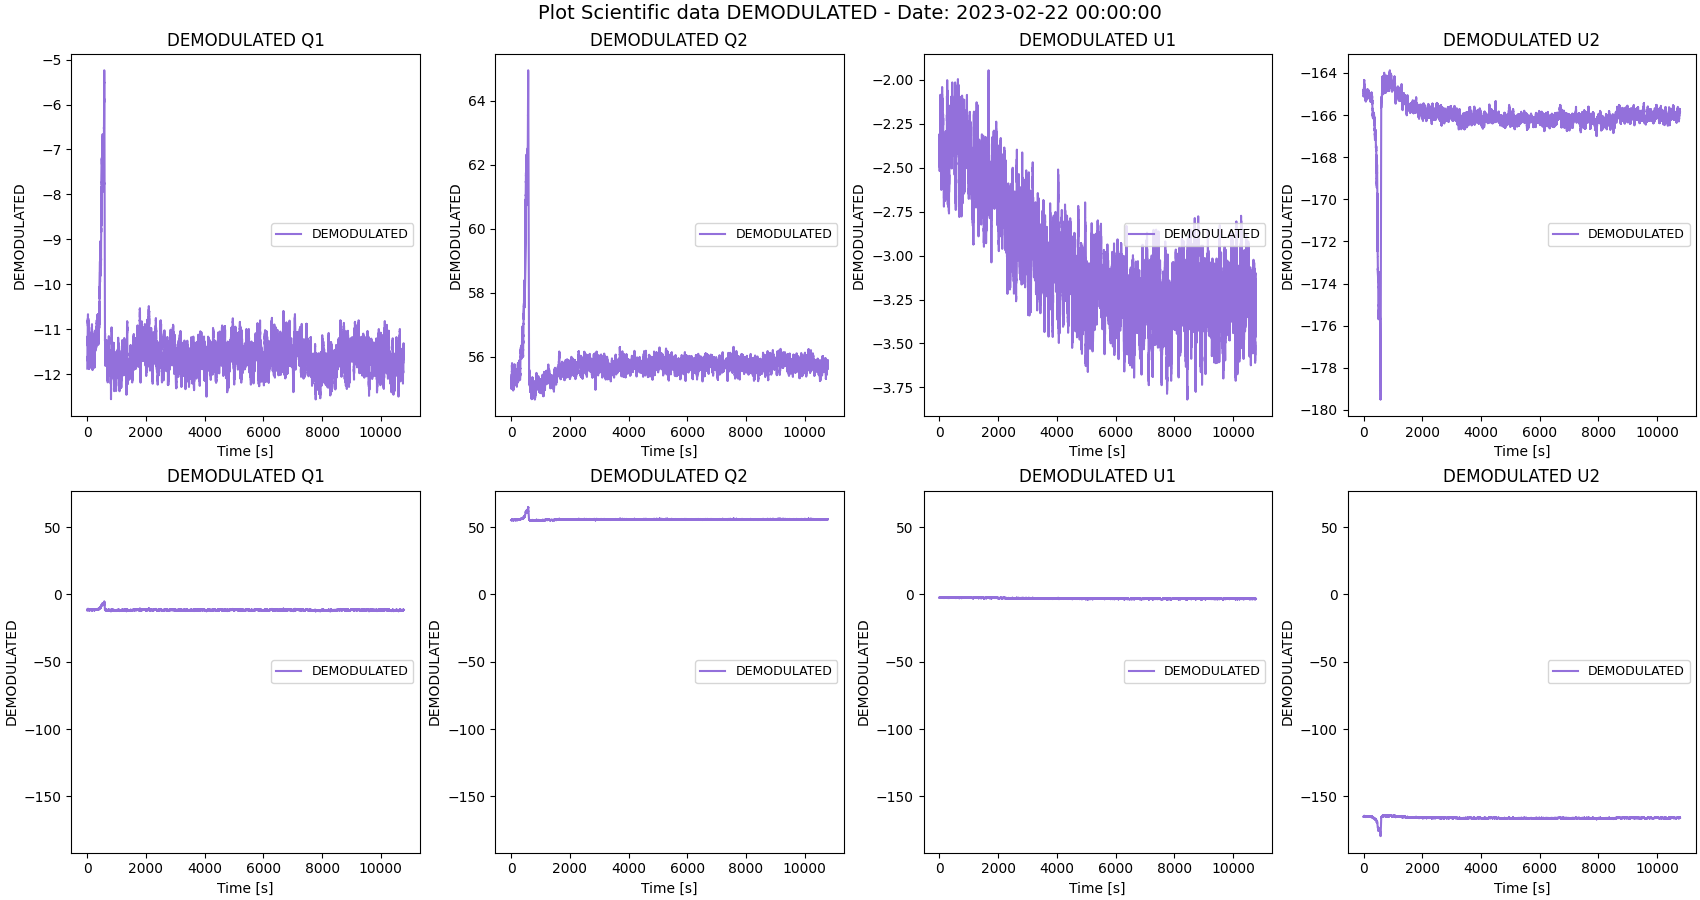 Plot Scientific data DEMODULATED - Date: 2023-02-22 00:00:00
DEMODULATED Q1
DEMODULATED
−5
−6
−7
−8
−9
−10
−11
−12
DEMODULATED
0 2000 4000 6000 8000 10000
Time [s]
DEMODULATED Q2
DEMODULATED
64
62
60
58
56
DEMODULATED
0 2000 4000 6000 8000 10000
Time [s]
DEMODULATED U1
DEMODULATED
−2.00
−2.25
−2.50
−2.75
−3.00
−3.25
−3.50
−3.75
DEMODULATED
0 2000 4000 6000 8000 10000
Time [s]
DEMODULATED U2
DEMODULATED
−164
−166
−168
−170
−172
−174
−176
−178
−180
DEMODULATED
0 2000 4000 6000 8000 10000
Time [s]
DEMODULATED Q1
DEMODULATED
50
0
−50
−100
−150
DEMODULATED
0 2000 4000 6000 8000 10000
Time [s]
DEMODULATED Q2
DEMODULATED
50
0
−50
−100
−150
DEMODULATED
0 2000 4000 6000 8000 10000
Time [s]
DEMODULATED U1
DEMODULATED
50
0
−50
−100
−150
DEMODULATED
0 2000 4000 6000 8000 10000
Time [s]
DEMODULATED U2
DEMODULATED
50
0
−50
−100
−150
DEMODULATED
0 2000 4000 6000 8000 10000
Time [s]